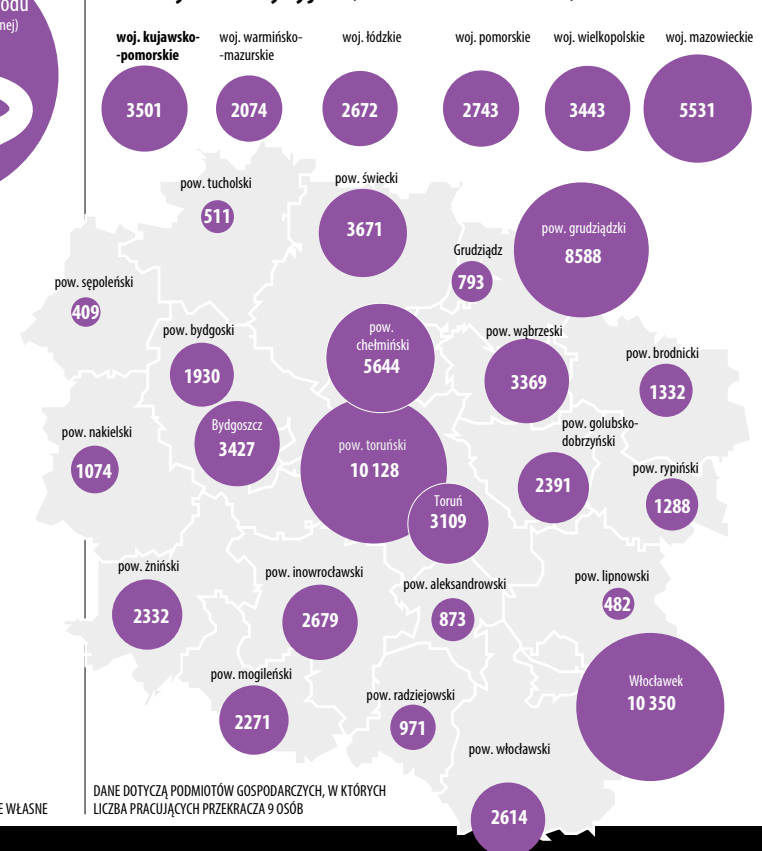 woj. kujawsko-
-pomorskie
3501
woj. warmińsko-
-mazurskie
2074
woj. łódzkie
2672
woj. pomorskie
2743
woj. wielkopolskie
3443
woj. mazowieckie
5531
pow. tucholski
511
pow. świecki
3671
pow. grudziądzki
8588
Grudziądz
793
pow. sępoleński
409
pow. bydgoski
1930
pow.
chełmiński
5644
pow. wąbrzeski
3369
pow. brodnicki
1332
pow. nakielski
1074
Bydgoszcz
3427
pow. toruński
10 128
pow. golubsko-
dobrzyński
2391
pow. rypiński
1288
Toruń
3109
pow. żniński
2332
pow. inowrocławski
2679
pow. aleksandrowski
873
pow. lipnowski
482
pow. mogileński
2271
pow. radziejowski
971
Włocławek
10 350
pow. włocławski
2614
DANE DOTYCZĄ PODMIOTÓW GOSPODARCZYCH, W KTÓRYCH
LICZBA PRACUJĄCYCH PRZEKRACZA 9 OSÓB
WŁASNE